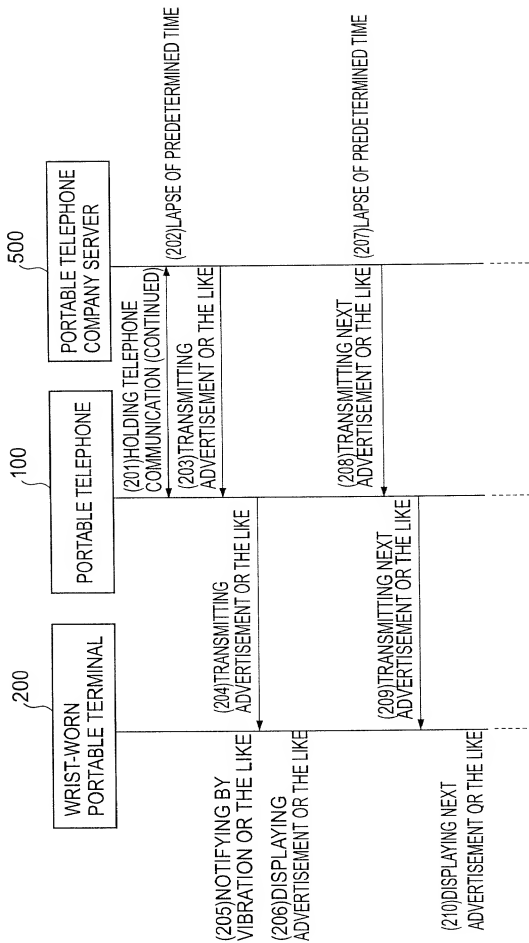 200
WRIST-WORN
PORTABLE TERMINAL
100
PORTABLE TELEPHONE
500
PORTABLE TELEPHONE
COMPANY SERVER
(201)HOLDING TELEPHONE
COMMUNICATION (CONTINUED)
(202)LAPSE OF PREDETERMINED TIME
(203)TRANSMITTING
ADVERTISEMENT OR THE LIKE
(204)TRANSMITTING
ADVERTISEMENT OR THE LIKE
(205)NOTIFYING BY
VIBRATION OR THE LIKE
(206)DISPLAYING
ADVERTISEMENT OR THE LIKE
(207)LAPSE OF PREDETERMINED TIME
(208)TRANSMITTING NEXT
ADVERTISEMENT OR THE LIKE
(209)TRANSMITTING NEXT
ADVERTISEMENT OR THE LIKE
(210)DISPLAYING NEXT
ADVERTISEMENT OR THE LIKE